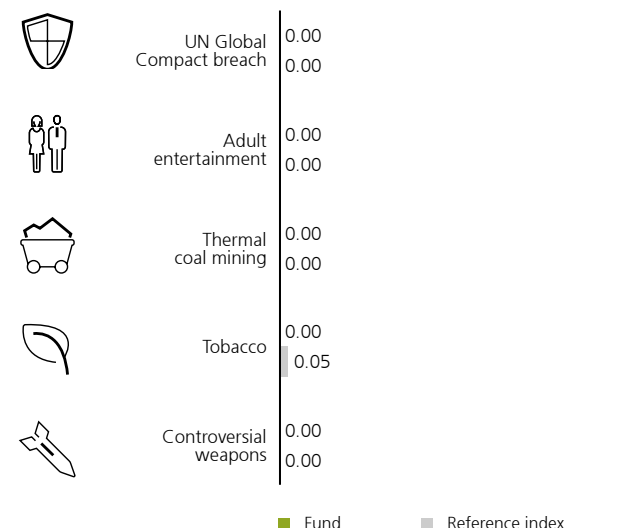 UN Global
Compact breach
0.00
0.00
Adult
entertainment
0.00
0.00
Thermal
coal mining
0.00
0.00
Tobacco
0.00
0.05
Controversial
weapons
0.00
0.00
Fund
Reference index